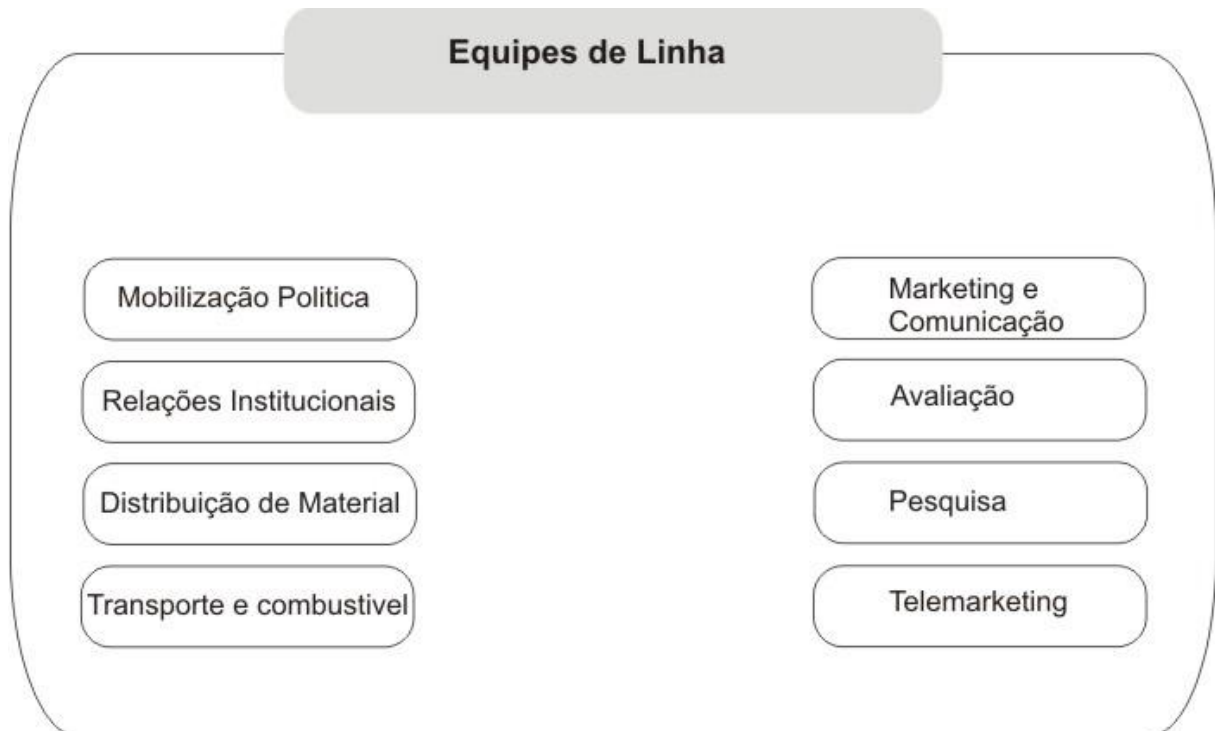 Equipes de Linha
Mobilização Politica
Relações Institucionais
Distribuição de Material
Transporte e combustivel
Marketing e
Comunicação
Avaliação
Pesquisa
Telemarketing